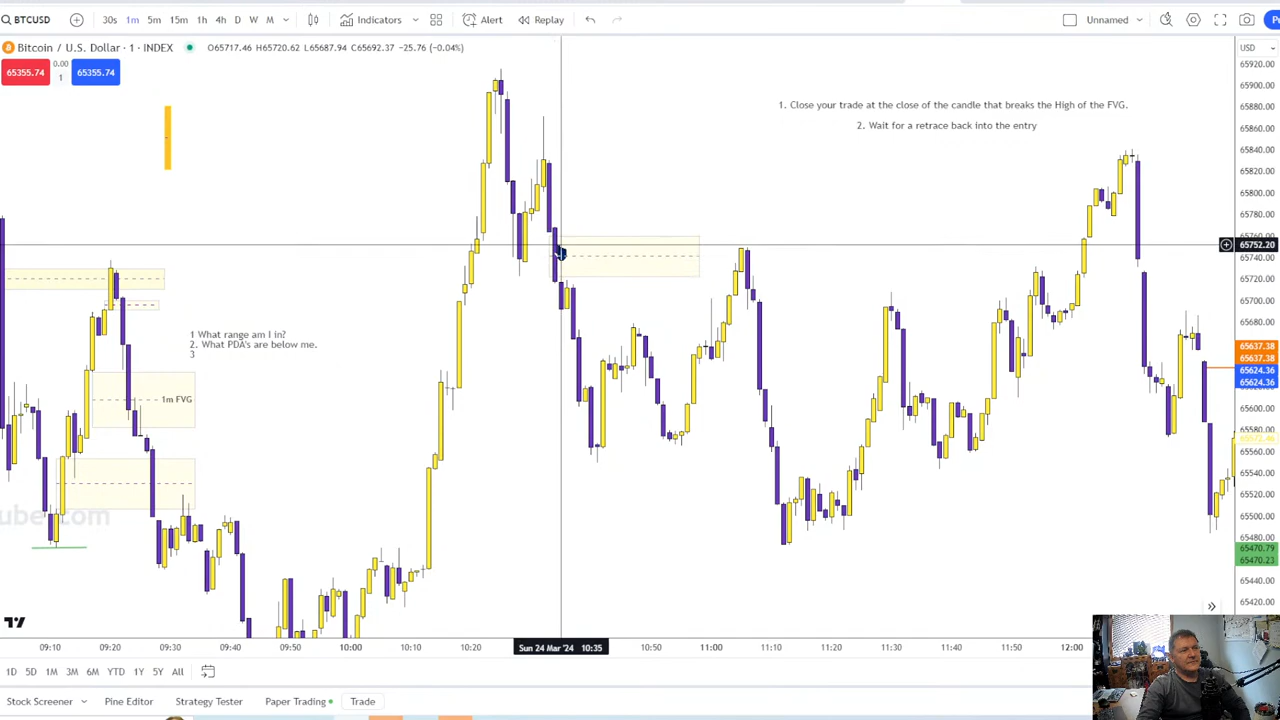 BTCUSD 30s 1m 5m 15m 1h 4h D W M Indicators Alert Replay Unnamed
Bitcoin / U.S. Dollar · 1 · INDEX O65717.46 H65720.62 L65687.94 C65692.37 −25.76 (−0.04%)
USD
65355.74 0.00 1 65355.74
1. Close your trade at the close of the candle that breaks the High of the FVG.
2. Wait for a retrace back into the entry
1 What range am I in?
2. What PDA's are below me.
3
1m FVG
ube.com
65920.00
65900.00
65880.00
65860.00
65840.00
65820.00
65800.00
65780.00
65752.20
65740.00
65720.00
65700.00
65680.00
65637.38
65637.38
65624.36
65624.36
65600.00
65580.00
65560.00
65540.00
65520.00
65500.00
65480.00
65470.79
65470.23
65440.00
65420.00
09:10 09:20 09:30 09:40 09:50 10:00 10:10 10:20 Sun 24 Mar '24 10:35 10:50 11:00 11:10 11:20 11:30 11:40 11:50 12:00
1D 5D 1M 3M 6M YTD 1Y 5Y All
Stock Screener Pine Editor Strategy Tester Paper Trading Trade